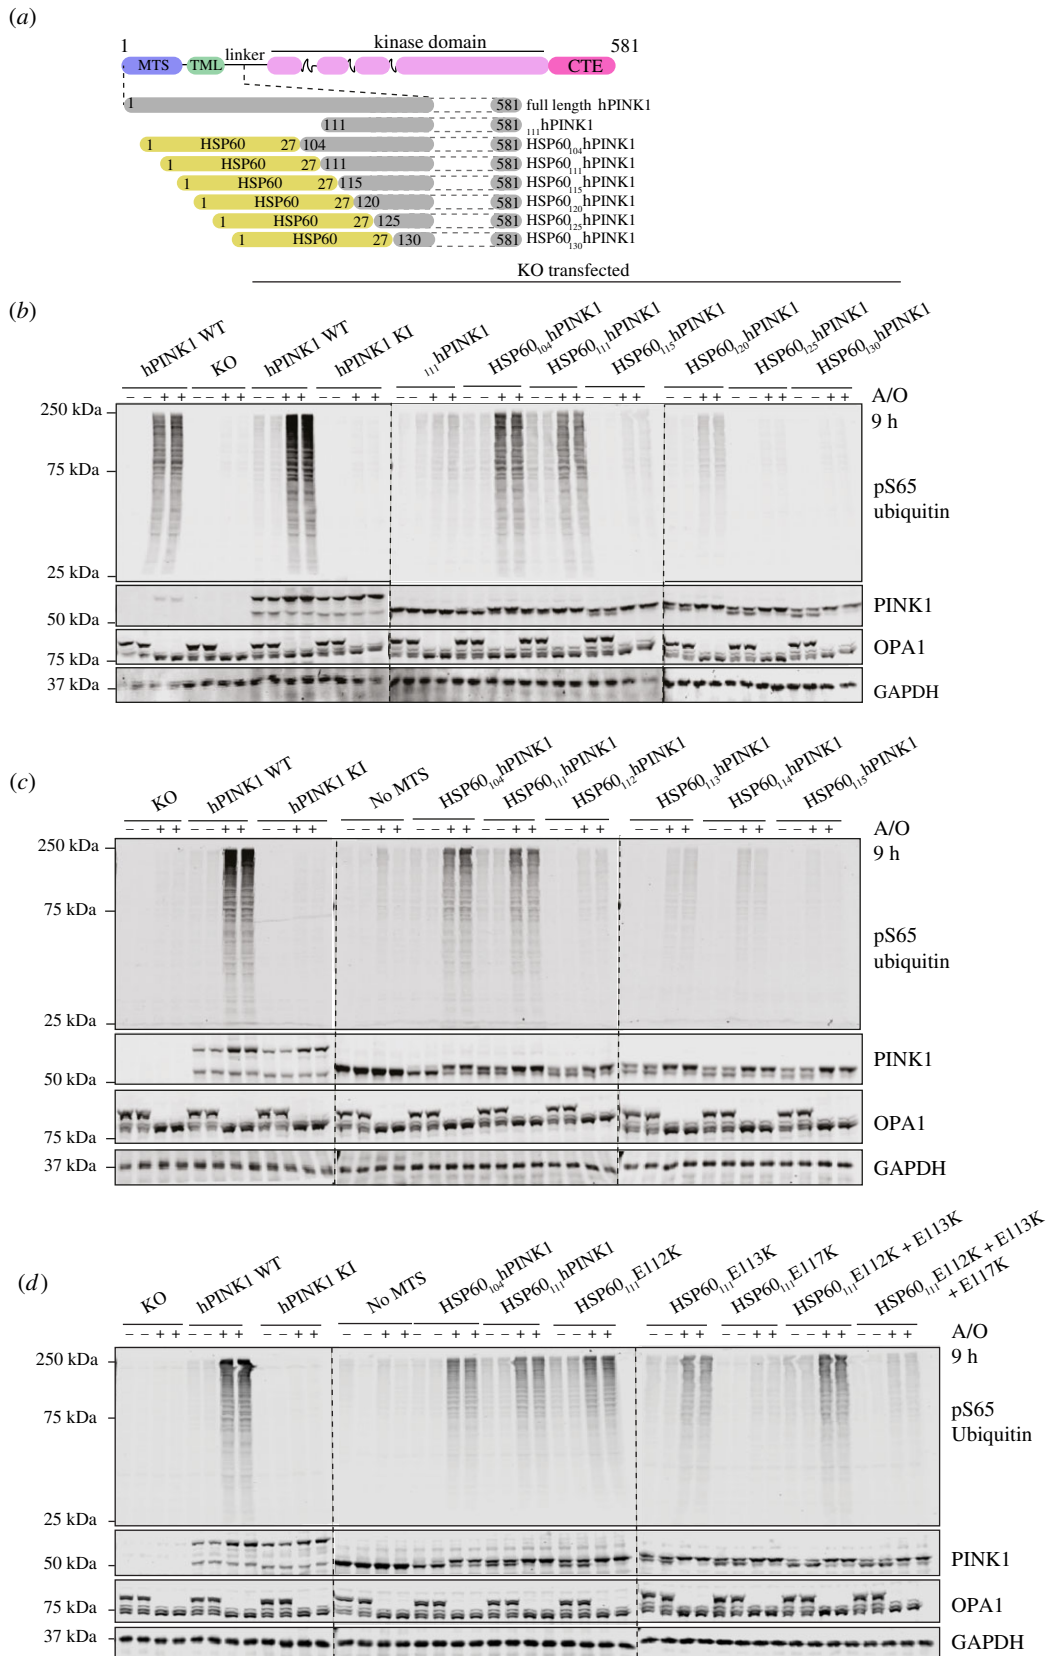 (a)
1
kinase domain
581
linker
MTS
TML
CTE
1
581
full length hPINK1
111
581
111hPINK1
1
HSP60
27
104
581
HSP60104hPINK1
1
HSP60
27
111
581
HSP60111hPINK1
1
HSP60
27
115
581
HSP60115hPINK1
1
HSP60
27
120
581
HSP60120hPINK1
1
HSP60
27
125
581
HSP60125hPINK1
1
HSP60
27
130
581
HSP60130hPINK1
KO transfected
(b)
hPINK1 WT
KO
hPINK1 WT
hPINK1 KI
111hPINK1
HSP60104hPINK1
HSP60111hPINK1
HSP60115hPINK1
HSP60120hPINK1
HSP60125hPINK1
HSP60130hPINK1
– – + + – – + + – – + + – – + + – – + + – – + + – – + + – – + + – – + + – – + + – – + +
A/O
250 kDa
9 h
75 kDa
pS65
ubiquitin
25 kDa
PINK1
50 kDa
OPA1
75 kDa
37 kDa
GAPDH
(c)
KO
hPINK1 WT
hPINK1 KI
No MTS
HSP60104hPINK1
HSP60111hPINK1
HSP60112hPINK1
HSP60113hPINK1
HSP60114hPINK1
HSP60115hPINK1
– – + + – – + + – – + + – – + + – – + + – – + + – – + + – – + + – – + + – – + +
A/O
250 kDa
9 h
75 kDa
pS65
ubiquitin
25 kDa
PINK1
50 kDa
OPA1
75 kDa
37 kDa
GAPDH
(d)
KO
hPINK1 WT
hPINK1 KI
No MTS
HSP60104hPINK1
HSP60111hPINK1
HSP60111E112K
HSP60111E113K
HSP60111E117K
HSP60111E112K + E113K
HSP60111E112K + E113K
+ E117K
– – + + – – + + – – + + – – + + – – + + – – + + – – + + – – + + – – + + – – + + – – + +
A/O
250 kDa
9 h
75 kDa
pS65
Ubiquitin
25 kDa
PINK1
50 kDa
OPA1
75 kDa
37 kDa
GAPDH